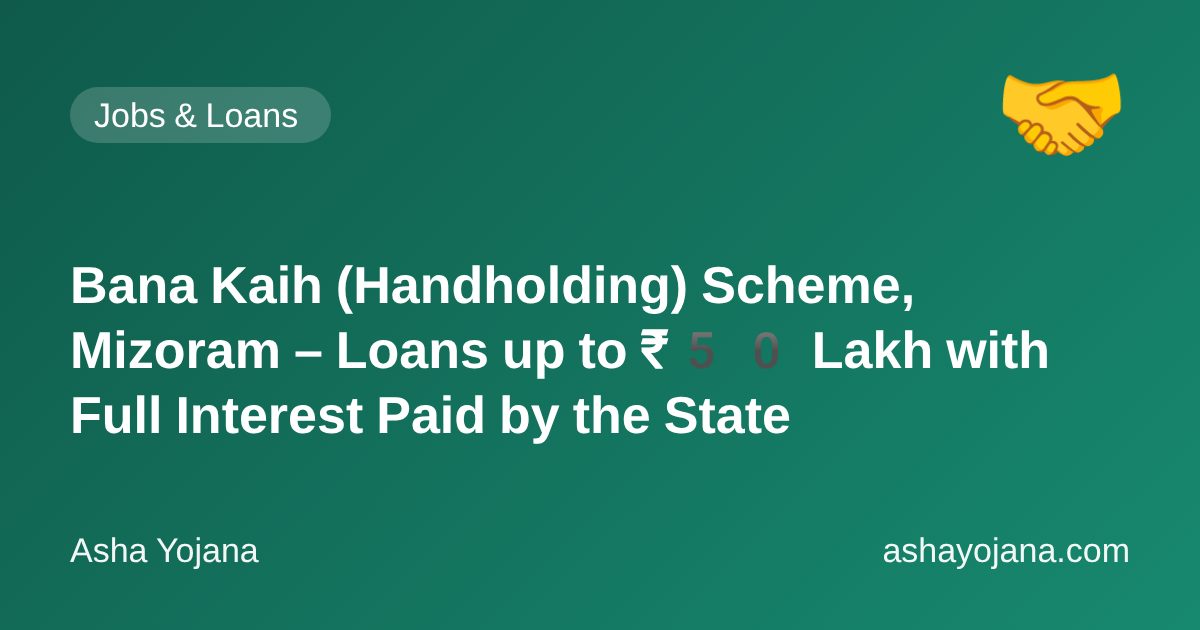 Jobs & Loans
Bana Kaih (Handholding) Scheme,
Mizoram – Loans up to ₹ 5 0 Lakh with
Full Interest Paid by the State
Asha Yojana
ashayojana.com